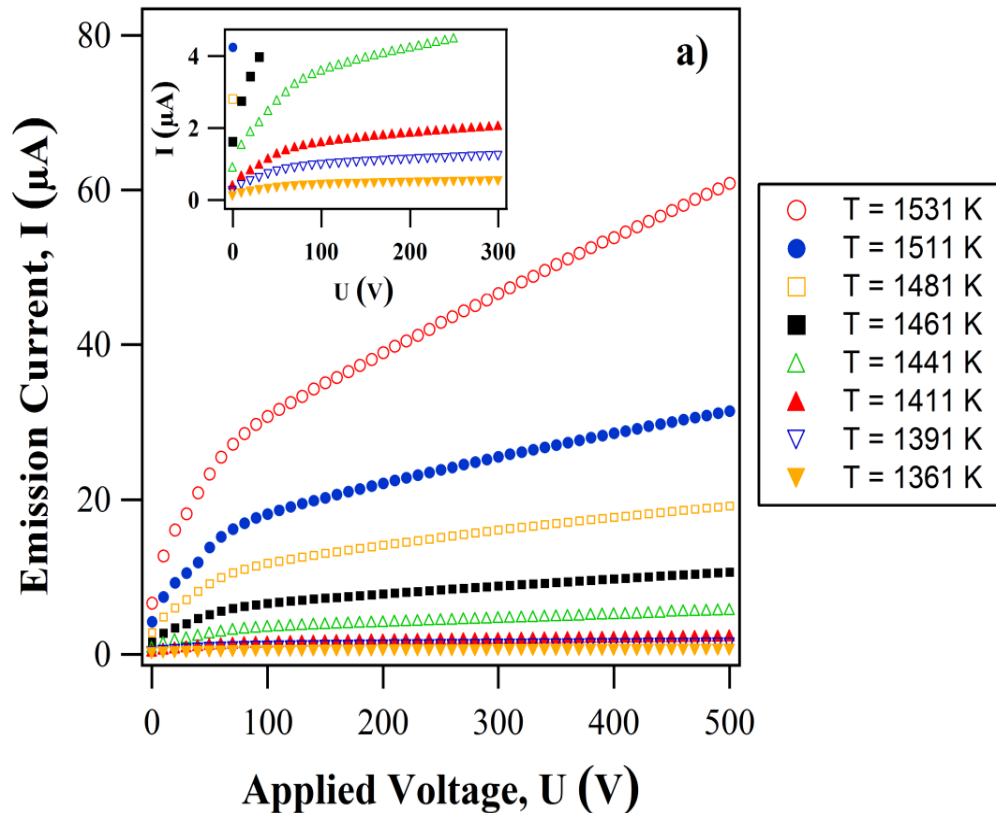 a)
80
60
40
20
0
Emission Current, I (μA)
0 100 200 300 400 500
Applied Voltage, U (V)
4
2
0
I (μA)
0 100 200 300
U (V)
T = 1531 K
T = 1511 K
T = 1481 K
T = 1461 K
T = 1441 K
T = 1411 K
T = 1391 K
T = 1361 K